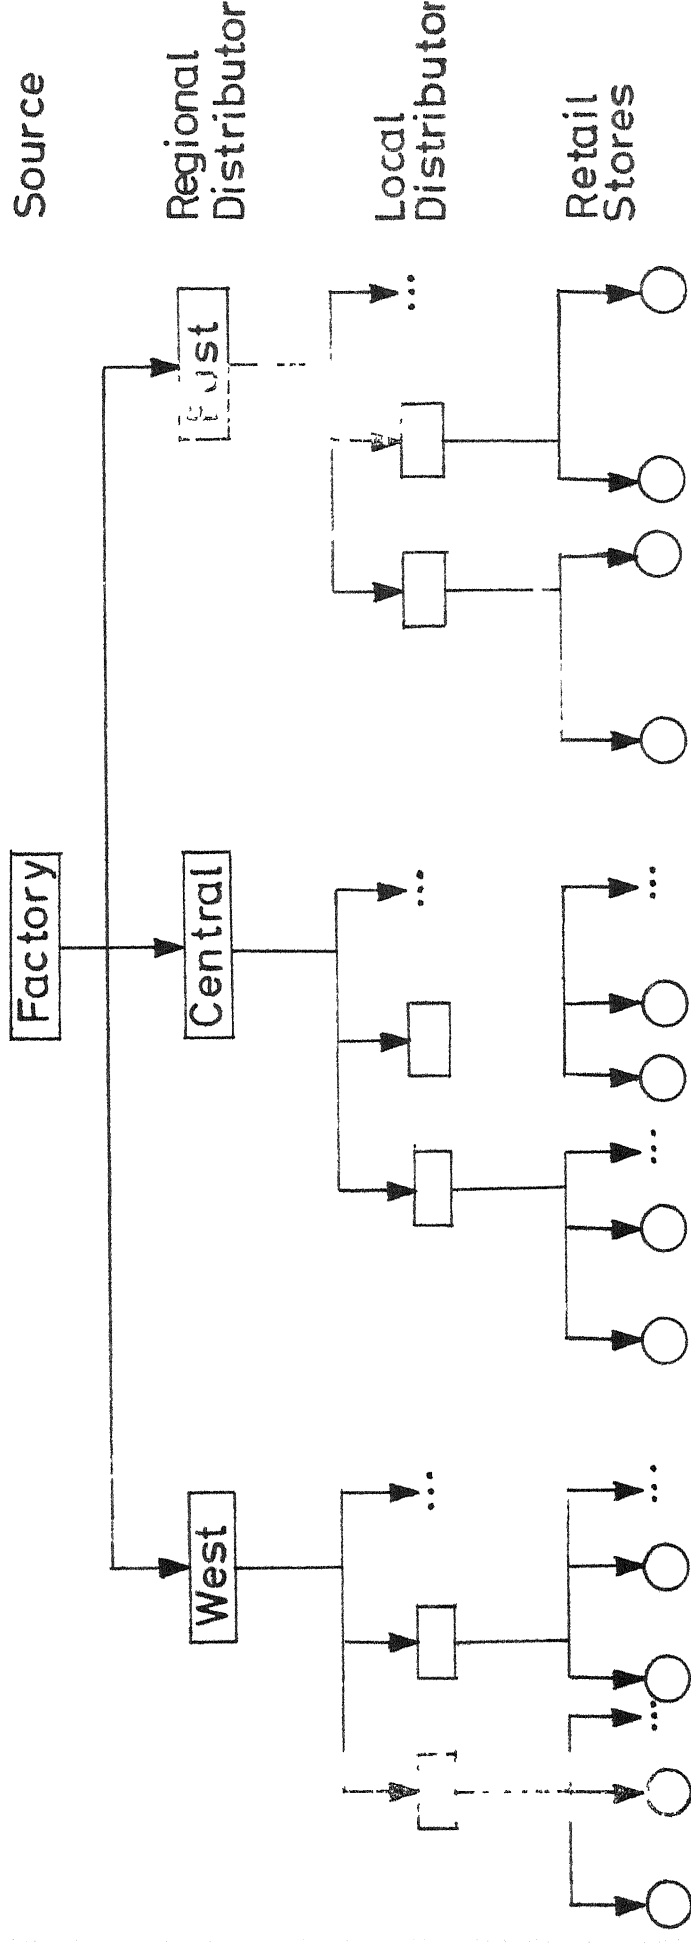 Factory
Source
West
Central
Regional
Distributor
...
...
...
Local
Distributor
...
...
...
...
Retail
Stores